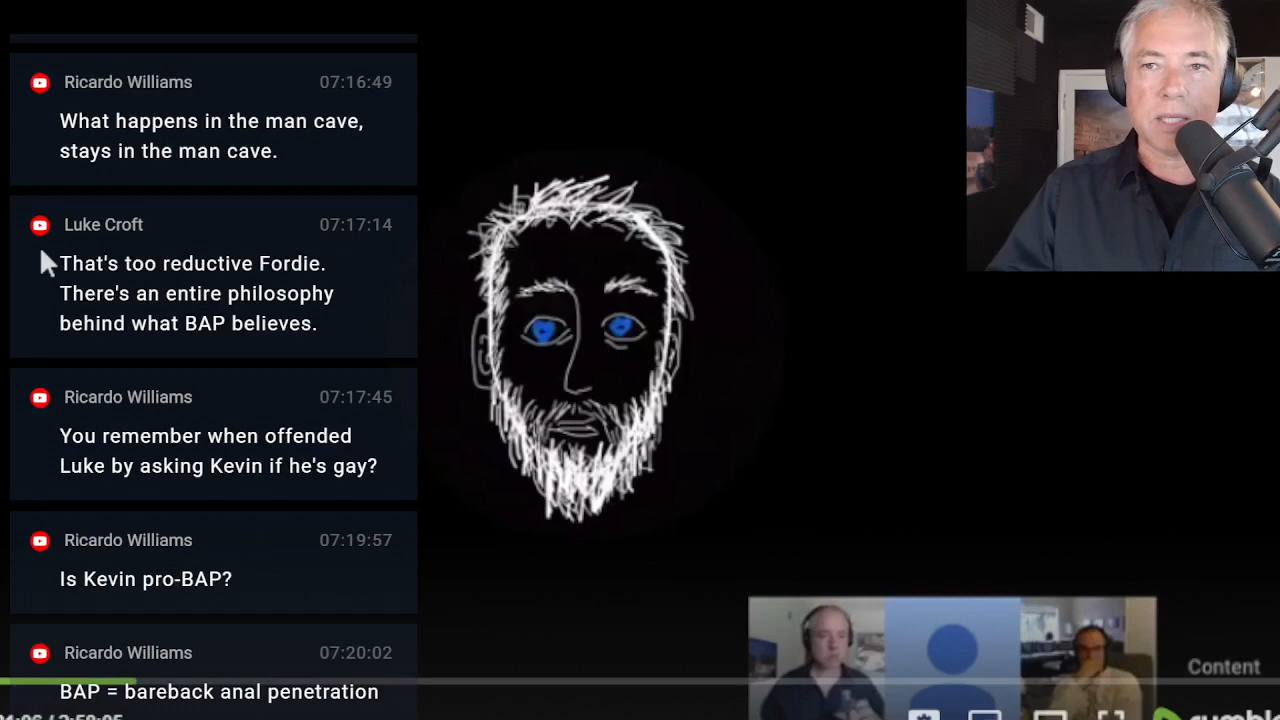 Ricardo Williams 07:16:49
What happens in the man cave,
stays in the man cave.
Luke Croft 07:17:14
That's too reductive Fordie.
There's an entire philosophy
behind what BAP believes.
Ricardo Williams 07:17:45
You remember when offended
Luke by asking Kevin if he's gay?
Ricardo Williams 07:19:57
Is Kevin pro-BAP?
Ricardo Williams 07:20:02
BAP = bareback anal penetration
Content
rumble